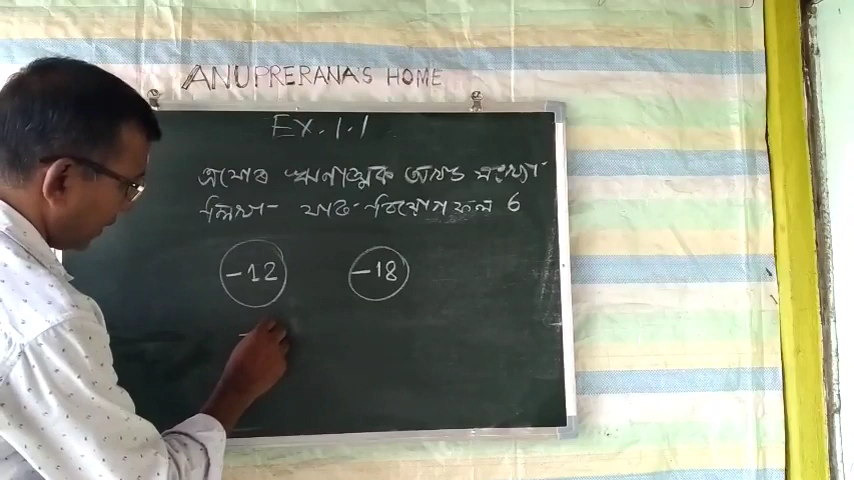 ANUPRERANA'S HOME
EX. 1.1
এযোৰ ঋণাত্মক অখণ্ড সংখ্যা
লিখা- যাৰ বিয়োগফল 6
-12 -18
-